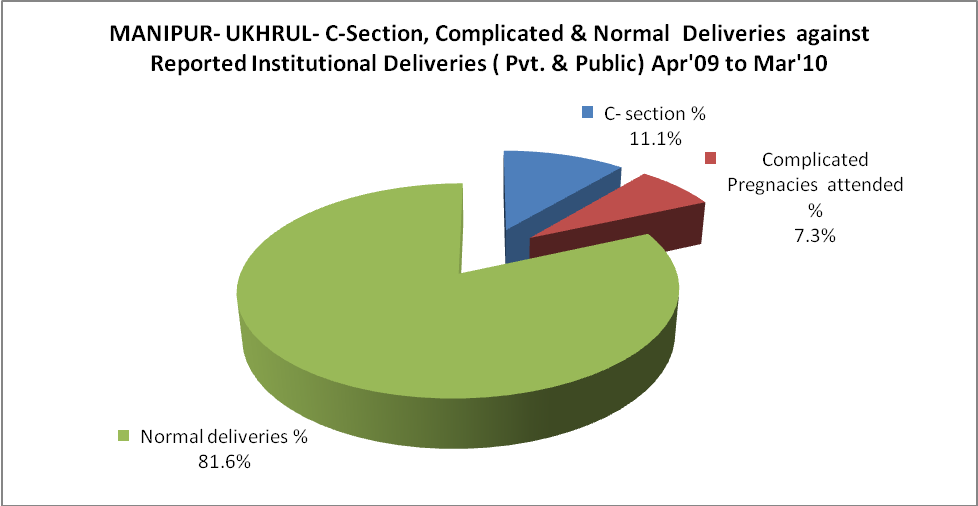 MANIPUR- UKHRUL- C-Section, Complicated & Normal Deliveries against
Reported Institutional Deliveries ( Pvt. & Public) Apr'09 to Mar'10
C- section %
11.1%
Complicated
Pregnacies attended
%
7.3%
Normal deliveries %
81.6%